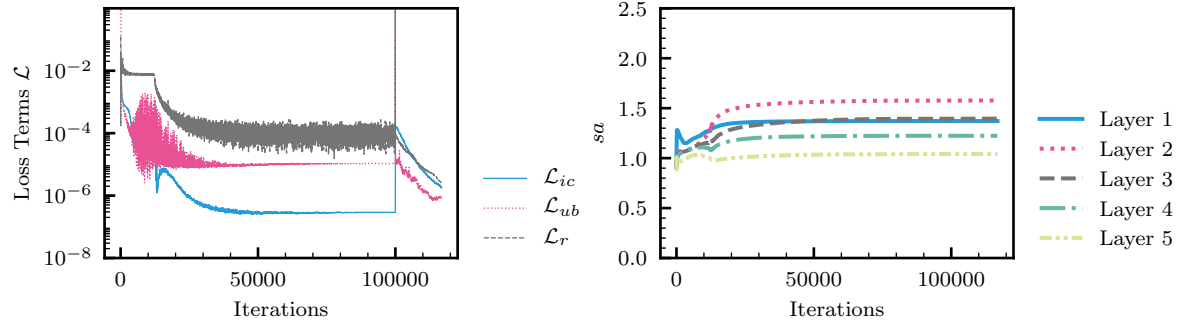 Loss Terms ℒ
10⁻²
10⁻⁴
10⁻⁶
10⁻⁸
0
50000
100000
Iterations
ℒ_ic
ℒ_ub
ℒ_r
sa
2.5
2.0
1.5
1.0
0.5
0.0
0
50000
100000
Iterations
Layer 1
Layer 2
Layer 3
Layer 4
Layer 5